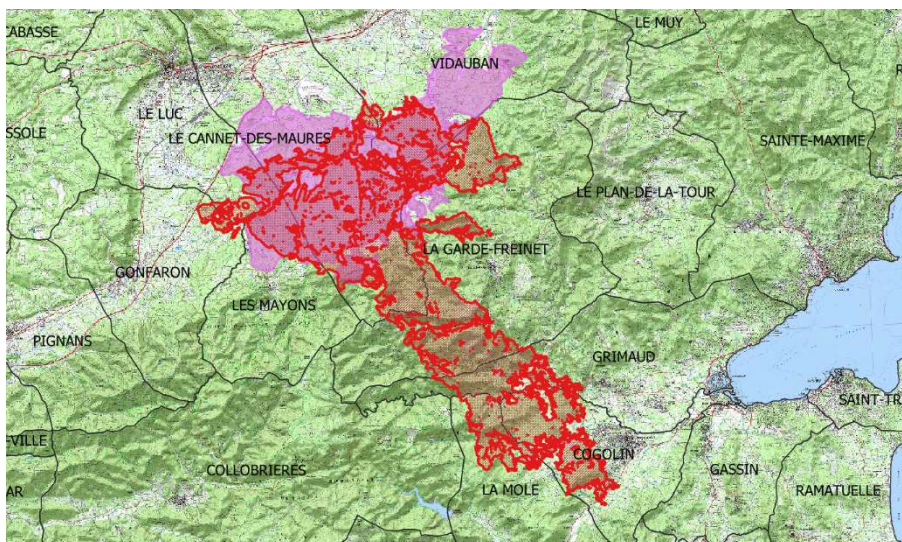 CABASSE
LE MUY
VIDAUBAN
LE LUC
SSOLE
LE CANNET-DES-MAURES
SAINTE-MAXIME
LE PLAN-DE-LA-TOUR
LA GARDE-FREINET
GONFARON
LES MAYONS
PIGNANS
GRIMAUD
SAINT-TR
-VILLE
COLLOBRIÈRES
COGOLIN
GASSIN
AR
LA MOLE
RAMATUELLE